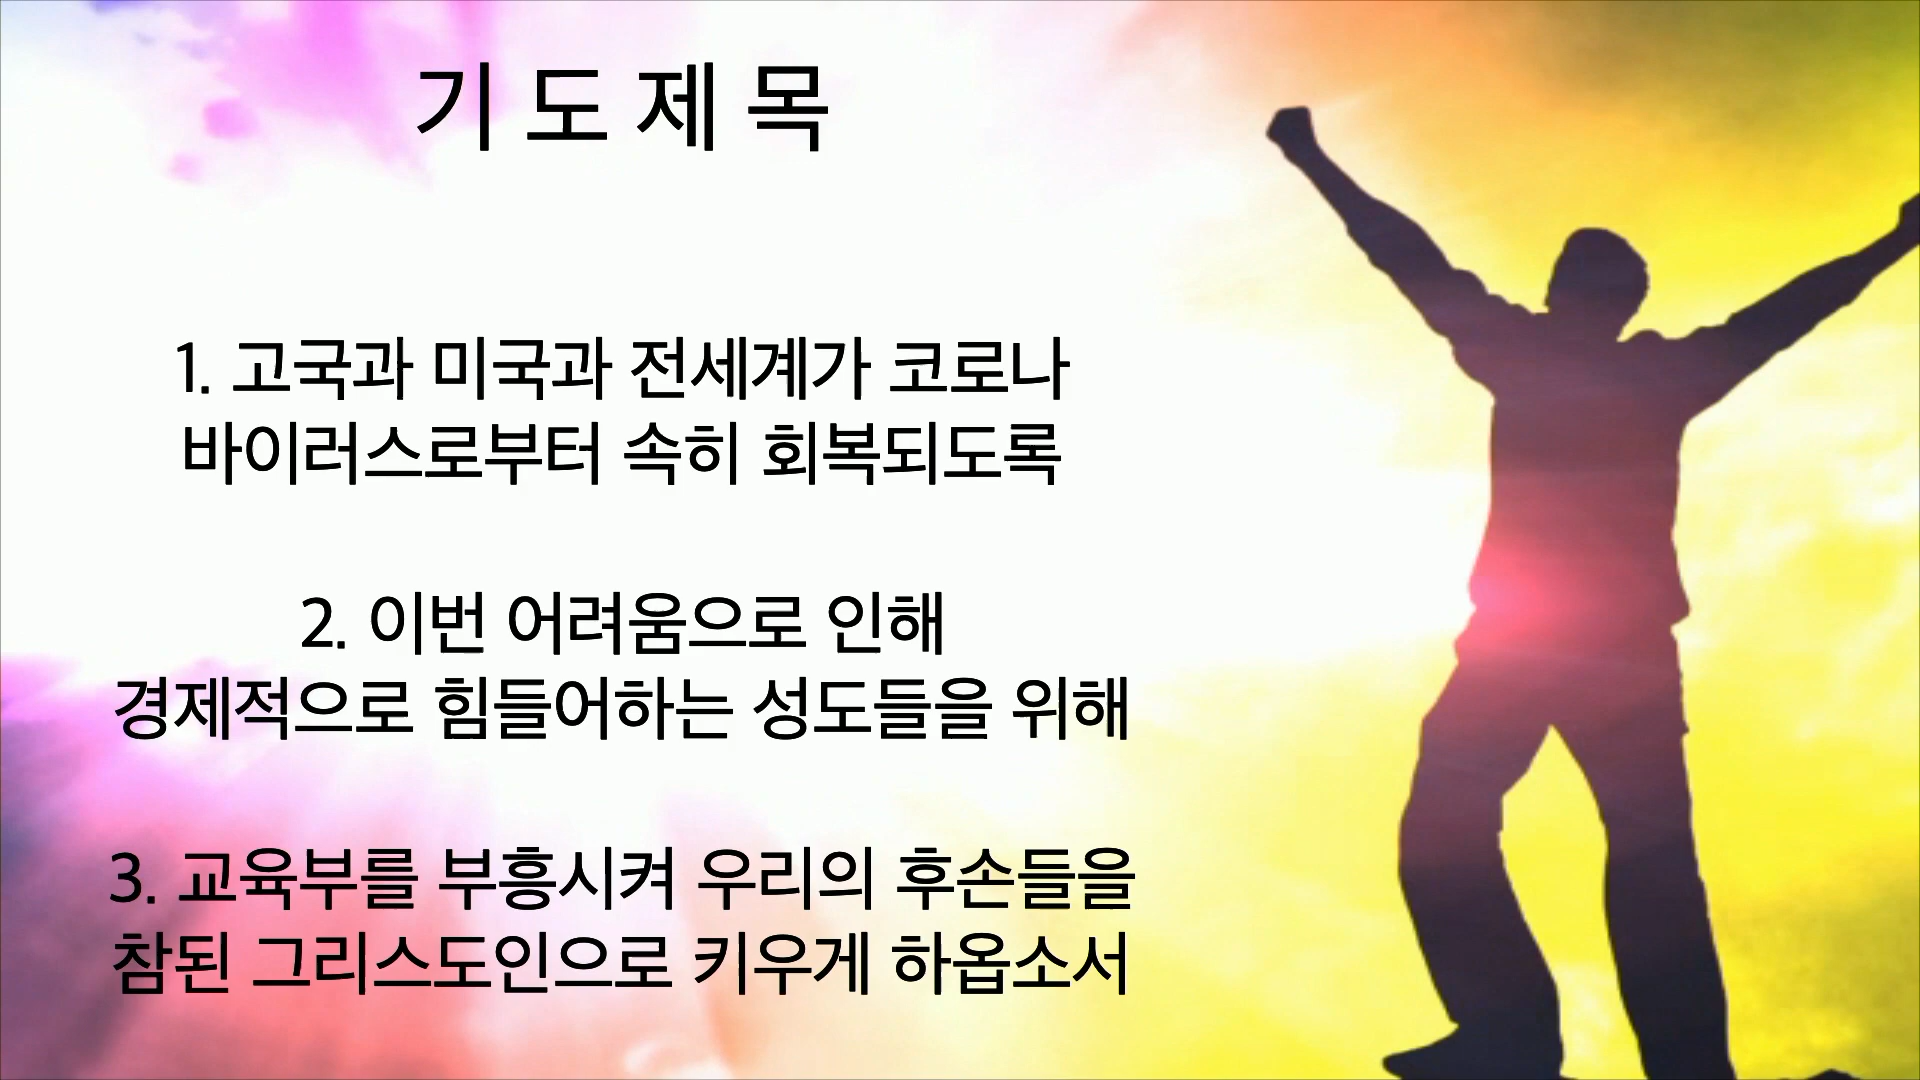 기도제목
1. 고국과 미국과 전세계가 코로나
바이러스로부터 속히 회복되도록
2. 이번 어려움으로 인해
경제적으로 힘들어하는 성도들을 위해
3. 교육부를 부흥시켜 우리의 후손들을
참된 그리스도인으로 키우게 하옵소서